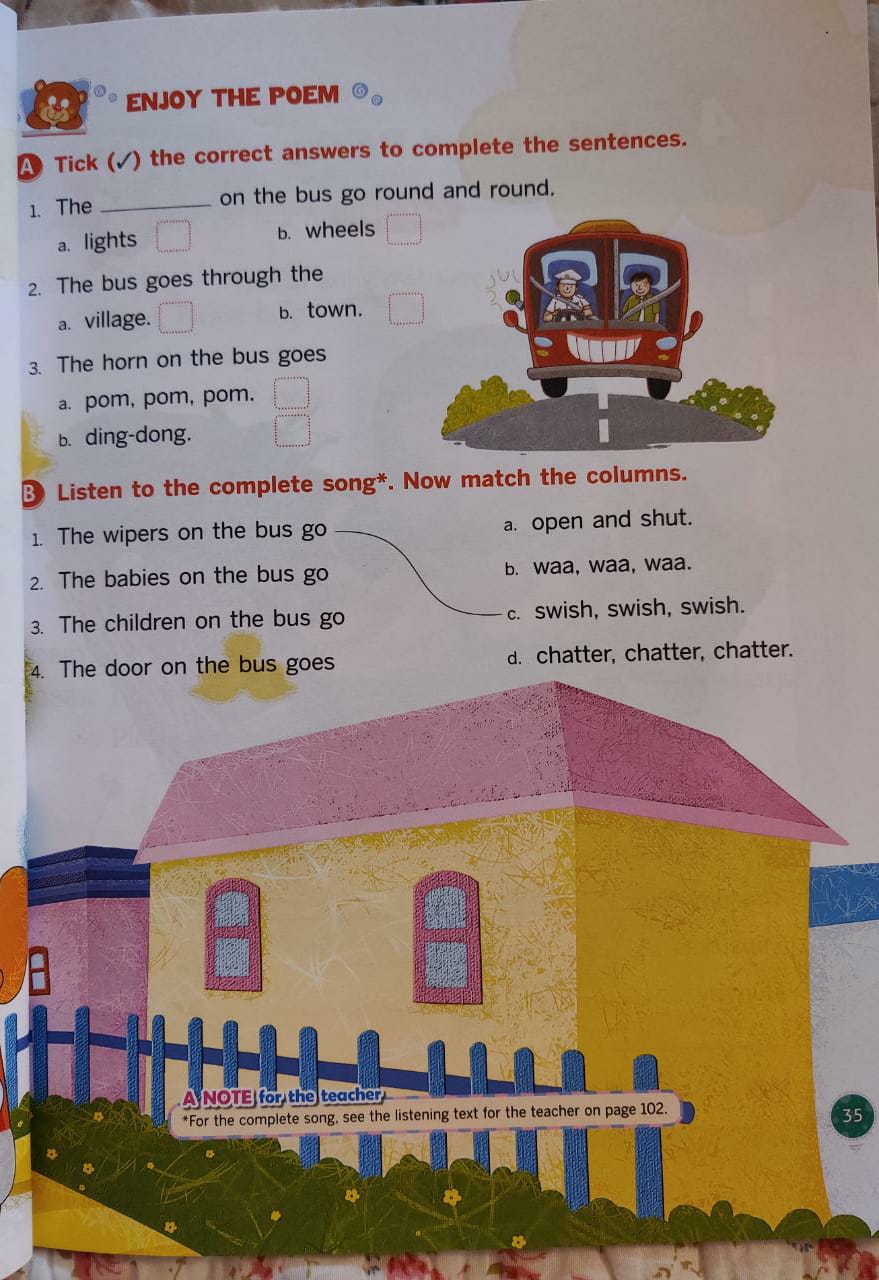 ENJOY THE POEM
A Tick (✓) the correct answers to complete the sentences.
1. The __________ on the bus go round and round.
a. lights b. wheels
2. The bus goes through the
a. village. b. town.
3. The horn on the bus goes
a. pom, pom, pom.
b. ding-dong.
B Listen to the complete song*. Now match the columns.
1. The wipers on the bus go a. open and shut.
2. The babies on the bus go b. waa, waa, waa.
3. The children on the bus go c. swish, swish, swish.
4. The door on the bus goes d. chatter, chatter, chatter.
A NOTE for the teacher
*For the complete song, see the listening text for the teacher on page 102.
35